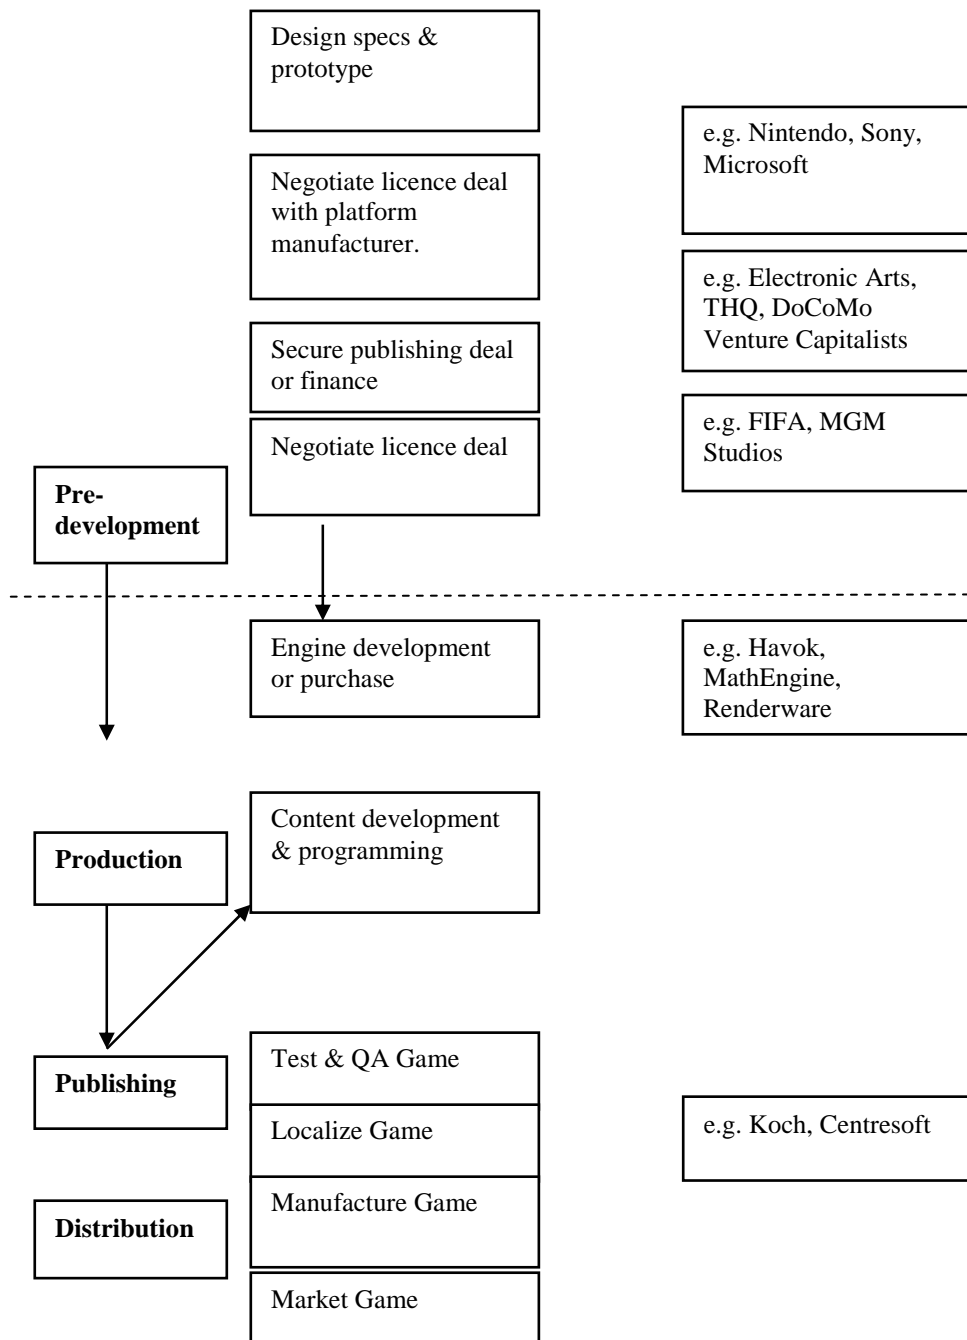 Design specs &
prototype
e.g. Nintendo, Sony,
Microsoft
Negotiate licence deal
with platform
manufacturer.
e.g. Electronic Arts,
THQ, DoCoMo
Venture Capitalists
Secure publishing deal
or finance
e.g. FIFA, MGM
Studios
Negotiate licence deal
Pre-
development
Engine development
or purchase
e.g. Havok,
MathEngine,
Renderware
Content development
& programming
Production
Test & QA Game
Publishing
Localize Game
e.g. Koch, Centresoft
Manufacture Game
Distribution
Market Game